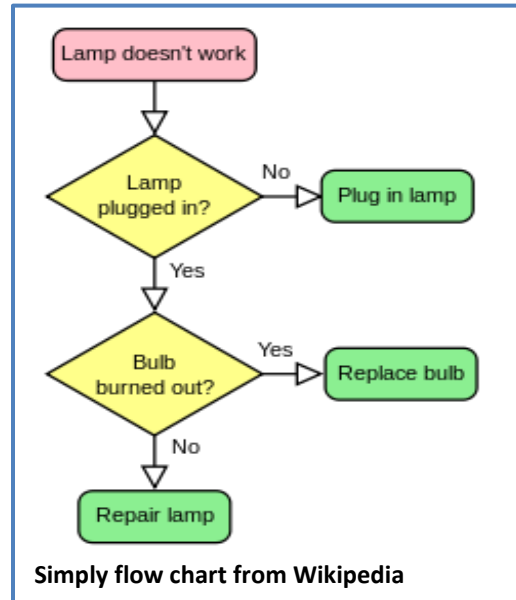 Lamp doesn't work
Lamp
plugged in?
No
Plug in lamp
Yes
Bulb
burned out?
Yes
Replace bulb
No
Repair lamp
Simply flow chart from Wikipedia